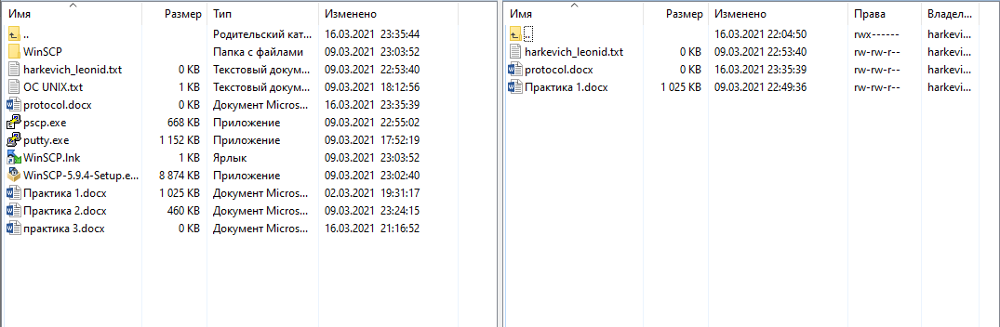 Имя Размер Тип Изменено
.. Родительский кат... 16.03.2021 23:35:44
WinSCP Папка с файлами 09.03.2021 23:03:52
harkevich_leonid.txt 0 KB Текстовый докум... 09.03.2021 22:53:40
ОС UNIX.txt 1 KB Текстовый докум... 09.03.2021 18:12:56
protocol.docx 0 KB Документ Micros... 16.03.2021 23:35:39
pscp.exe 668 KB Приложение 09.03.2021 22:55:02
putty.exe 1 152 KB Приложение 09.03.2021 17:52:19
WinSCP.lnk 1 KB Ярлык 09.03.2021 23:03:52
WinSCP-5.9.4-Setup.e... 8 874 KB Приложение 09.03.2021 23:02:40
Практика 1.docx 1 025 KB Документ Micros... 02.03.2021 19:31:17
Практика 2.docx 460 KB Документ Micros... 09.03.2021 23:24:15
практика 3.docx 0 KB Документ Micros... 16.03.2021 21:16:52
Имя Размер Изменено Права Владел...
.. 16.03.2021 22:04:50 rwx------ harkevi...
harkevich_leonid.txt 0 KB 09.03.2021 22:53:40 rw-rw-r-- harkevi...
protocol.docx 0 KB 16.03.2021 23:35:39 rw-rw-r-- harkevi...
Практика 1.docx 1 025 KB 09.03.2021 22:49:36 rw-rw-r-- harkevi...